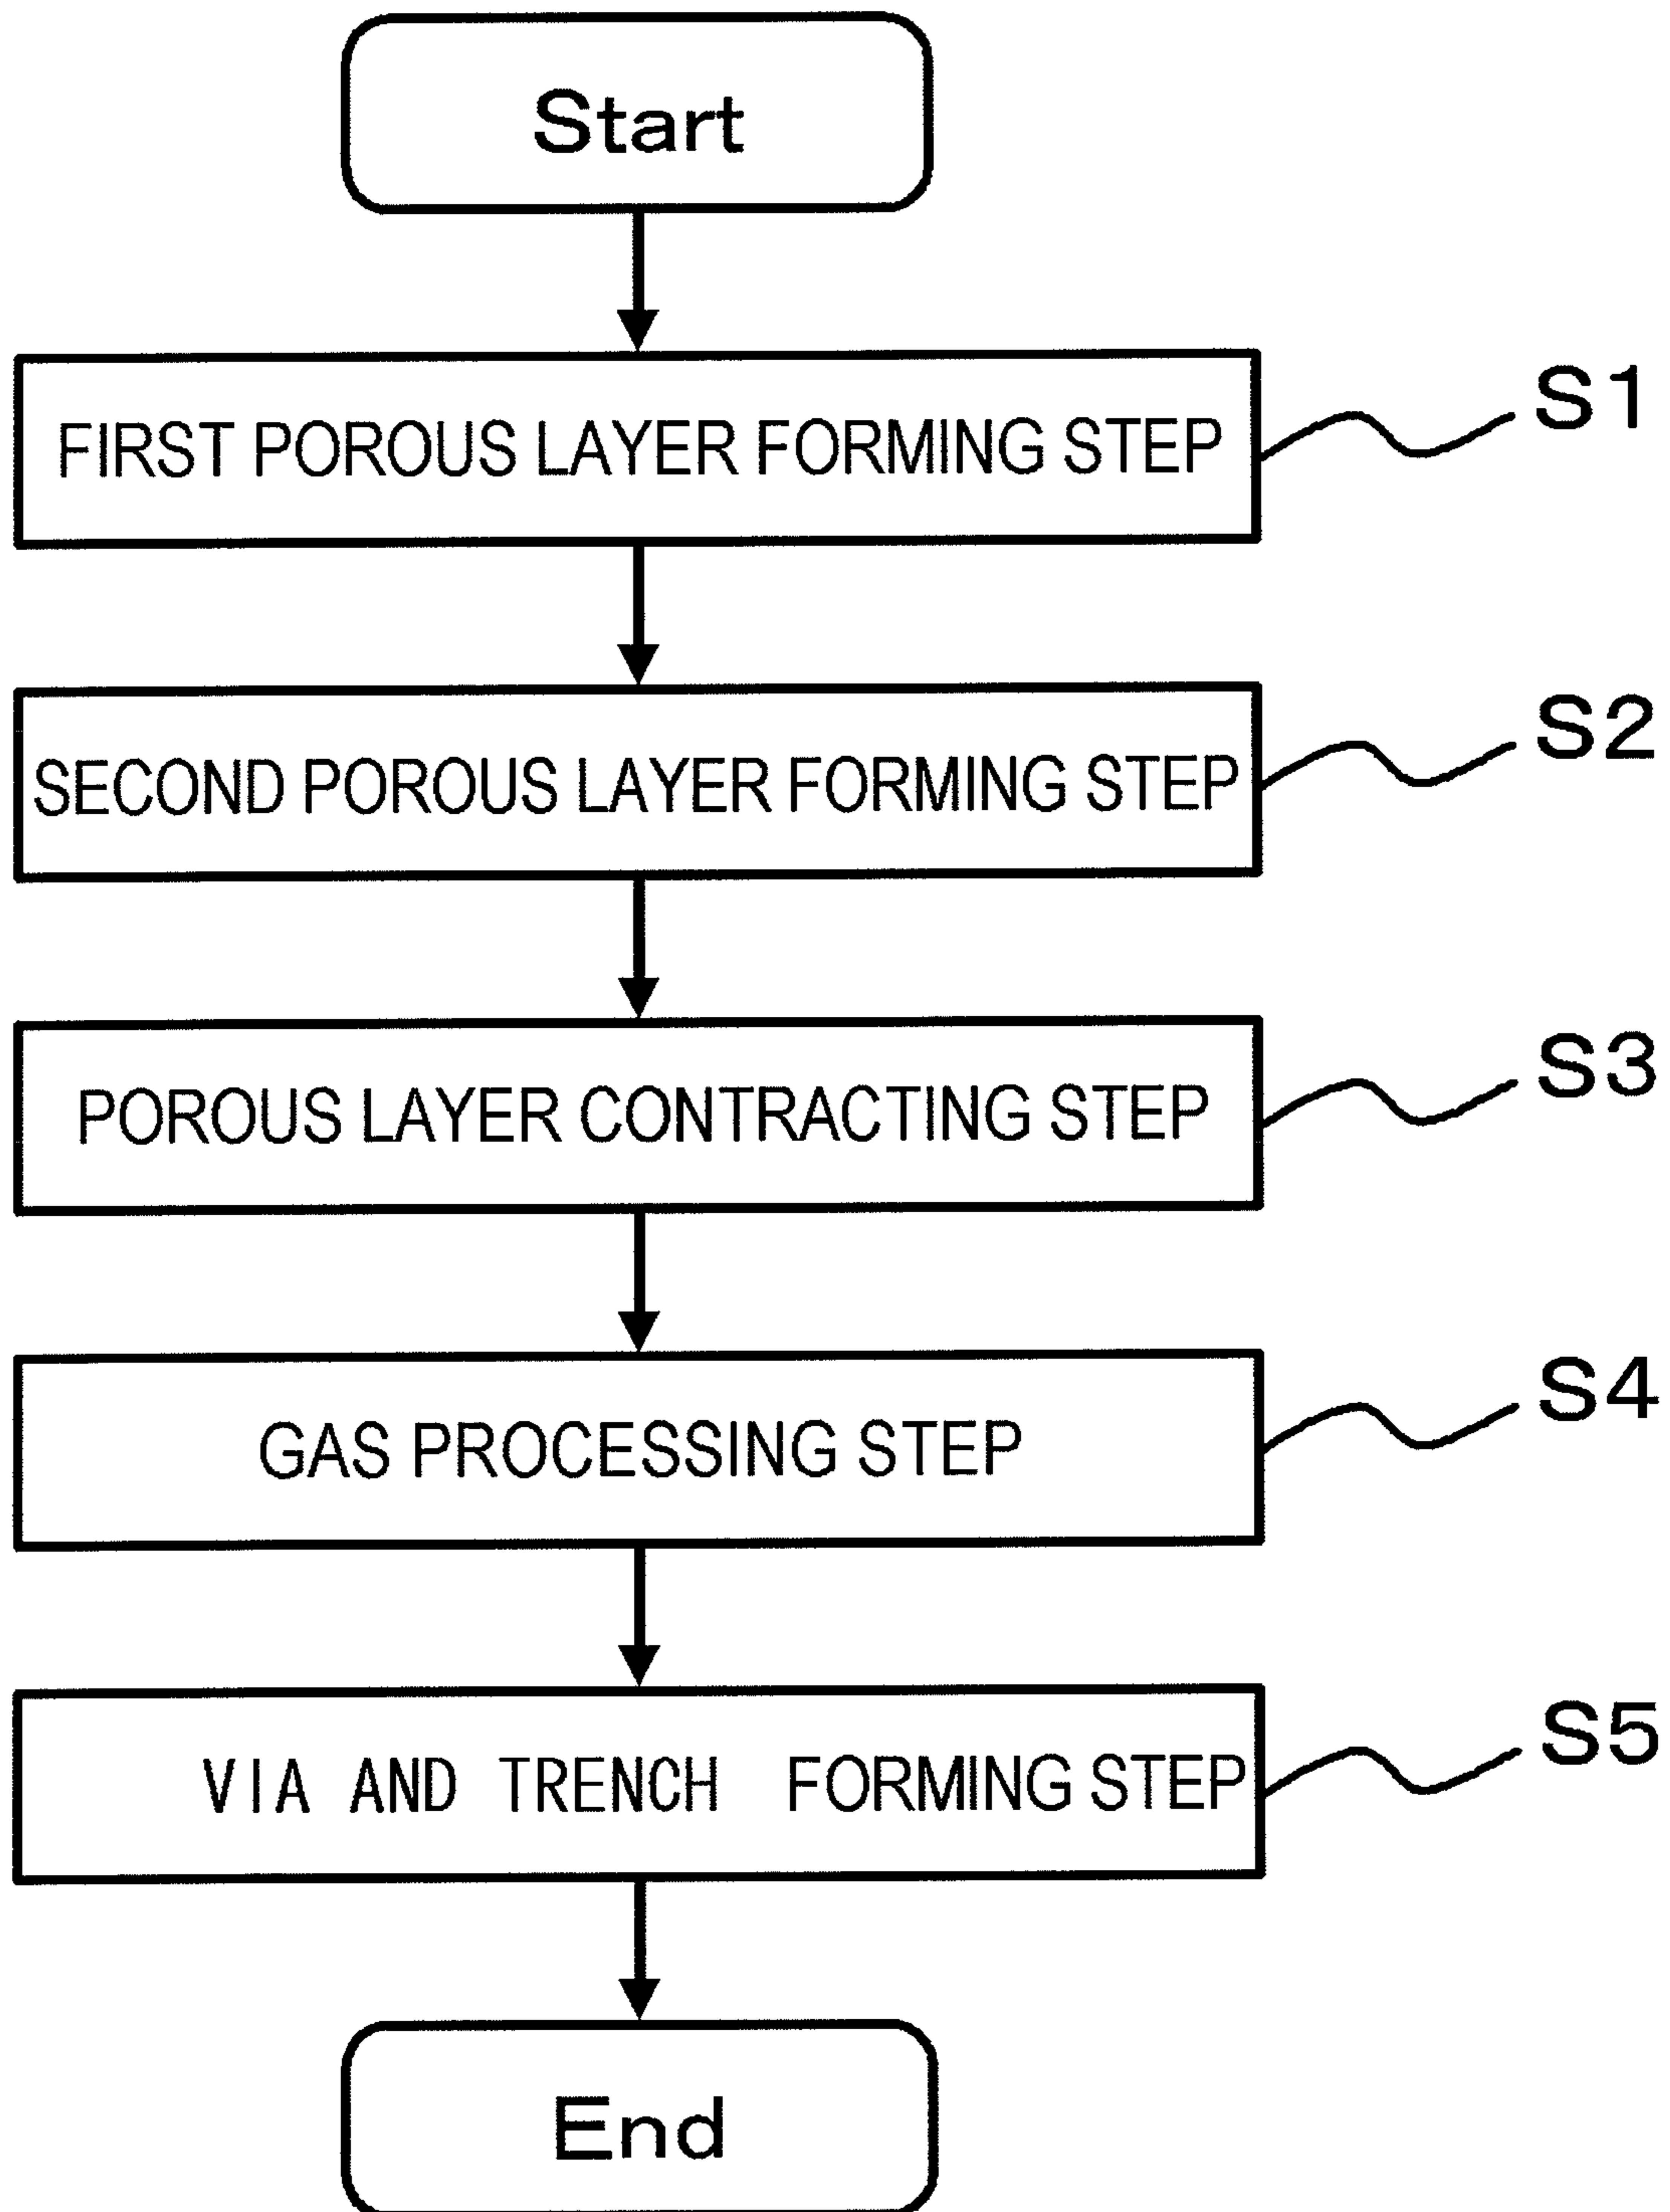 Start
FIRST POROUS LAYER FORMING STEP
S1
SECOND POROUS LAYER FORMING STEP
S2
POROUS LAYER CONTRACTING STEP
S3
GAS PROCESSING STEP
S4
VIA AND TRENCH FORMING STEP
S5
End